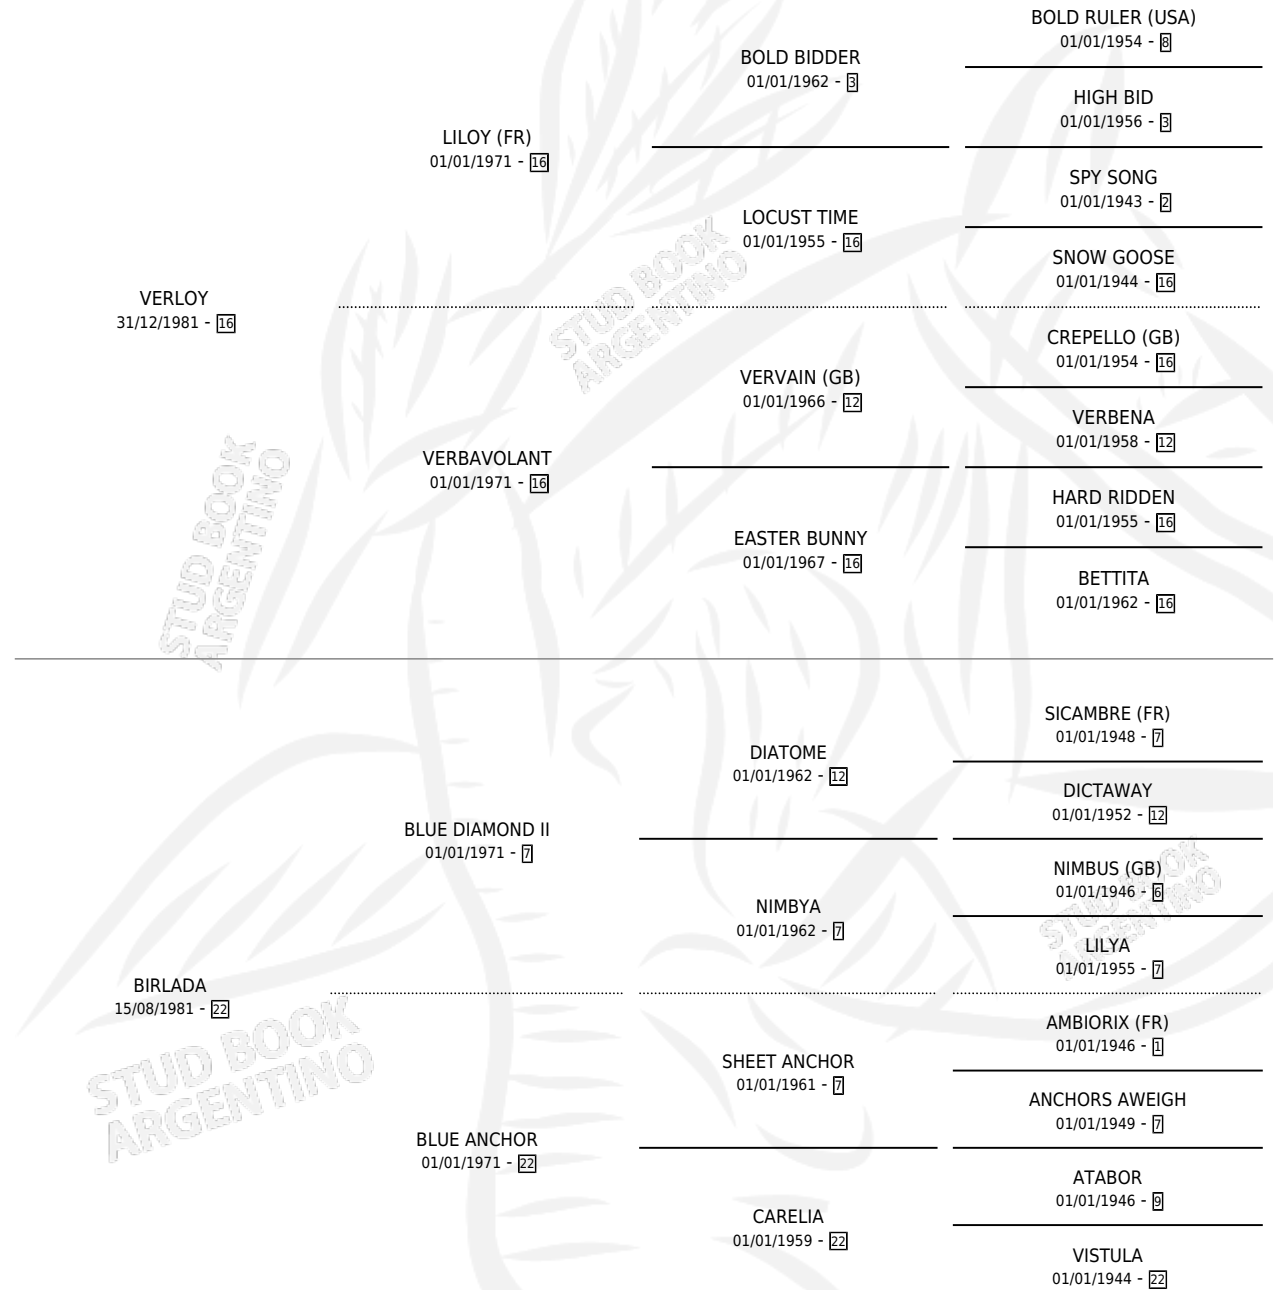 BOLD RULER (USA)
01/01/1954 - 8
BOLD BIDDER
01/01/1962 - 3
HIGH BID
01/01/1956 - 3
LILOY (FR)
01/01/1971 - 16
SPY SONG
01/01/1943 - 2
LOCUST TIME
01/01/1955 - 16
SNOW GOOSE
01/01/1944 - 16
VERLOY
31/12/1981 - 16
STUD BOOK
ARGENTINO
CREPELLO (GB)
01/01/1954 - 16
VERVAIN (GB)
01/01/1966 - 12
VERBENA
01/01/1958 - 12
VERBAVOLANT
01/01/1971 - 16
HARD RIDDEN
01/01/1955 - 16
EASTER BUNNY
01/01/1967 - 16
BETTITA
01/01/1962 - 16
STUD BOOK
ARGENTINO
SICAMBRE (FR)
01/01/1948 - 7
DIATOME
01/01/1962 - 12
DICTAWAY
01/01/1952 - 12
BLUE DIAMOND II
01/01/1971 - 7
NIMBUS (GB)
01/01/1946 - 6
NIMBYA
01/01/1962 - 7
STUD BOOK
ARGENTINO
LILYA
01/01/1955 - 7
BIRLADA
15/08/1981 - 22
STUD BOOK
ARGENTINO
AMBIORIX (FR)
01/01/1946 - 1
SHEET ANCHOR
01/01/1961 - 7
ANCHORS AWEIGH
01/01/1949 - 7
BLUE ANCHOR
01/01/1971 - 22
ATABOR
01/01/1946 - 9
CARELIA
01/01/1959 - 22
VISTULA
01/01/1944 - 22